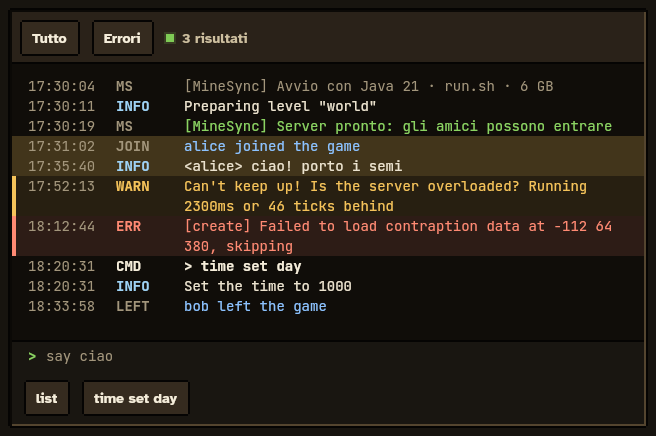 Tutto Errori 3 risultati
17:30:04 MS [MineSync] Avvio con Java 21 · run.sh · 6 GB
17:30:11 INFO Preparing level "world"
17:30:19 MS [MineSync] Server pronto: gli amici possono entrare
17:31:02 JOIN alice joined the game
17:35:40 INFO <alice> ciao! porto i semi
17:52:13 WARN Can't keep up! Is the server overloaded? Running
2300ms or 46 ticks behind
18:12:44 ERR [create] Failed to load contraption data at -112 64
380, skipping
18:20:31 CMD > time set day
18:20:31 INFO Set the time to 1000
18:33:58 LEFT bob left the game
> say ciao
list time set day